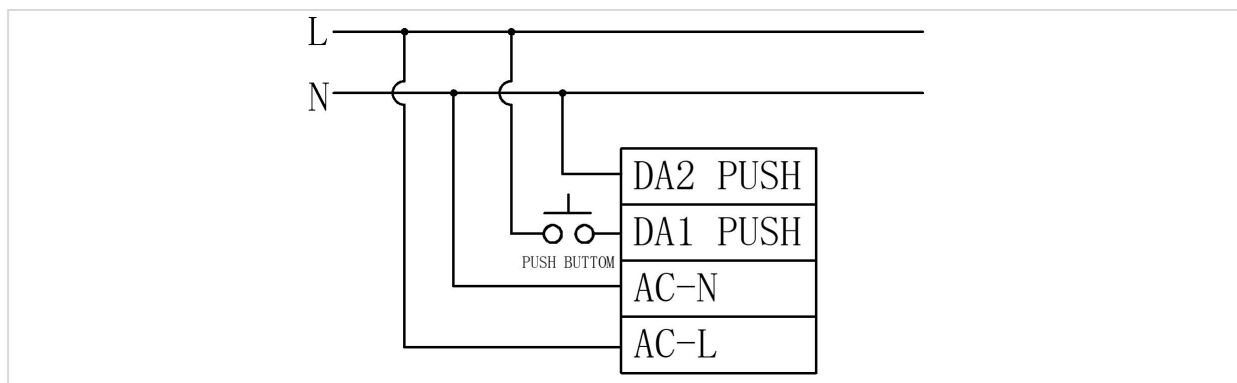 L
N
DA2 PUSH
DA1 PUSH
PUSH BUTTOM
AC-N
AC-L